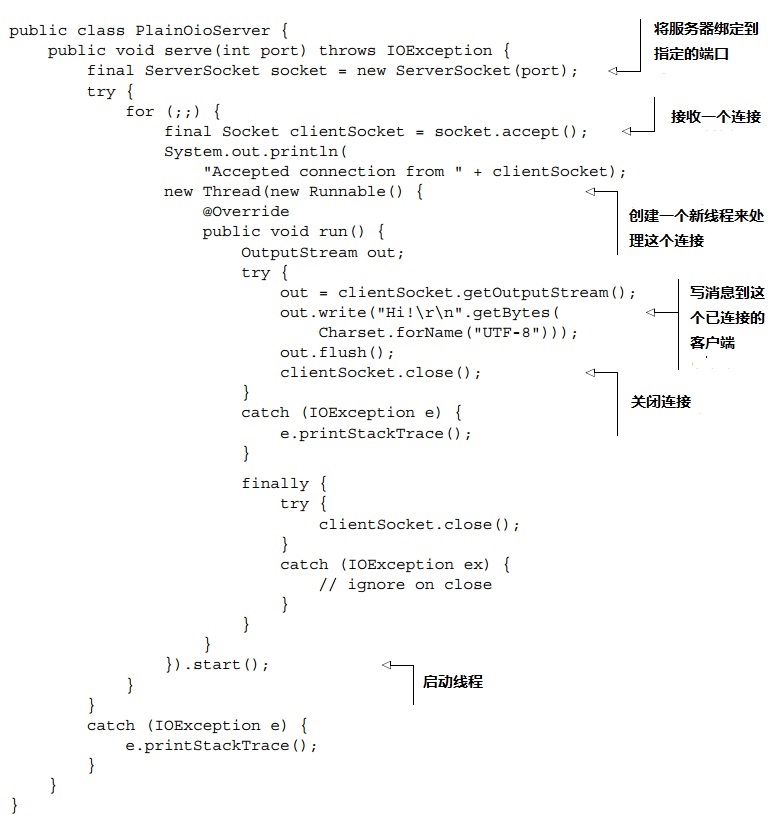 public class PlainOioServer {
    public void serve(int port) throws IOException {
        final ServerSocket socket = new ServerSocket(port);
        try {
            for (;;) {
                final Socket clientSocket = socket.accept();
                System.out.println(
                    "Accepted connection from " + clientSocket);
                new Thread(new Runnable() {
                    @Override
                    public void run() {
                        OutputStream out;
                        try {
                            out = clientSocket.getOutputStream();
                            out.write("Hi!\r\n".getBytes(
                                Charset.forName("UTF-8")));
                            out.flush();
                            clientSocket.close();
                        }
                        catch (IOException e) {
                            e.printStackTrace();
                        }
                        finally {
                            try {
                                clientSocket.close();
                            }
                            catch (IOException ex) {
                                // ignore on close
                            }
                        }
                    }
                }).start();
            }
        }
        catch (IOException e) {
            e.printStackTrace();
        }
    }
}
将服务器绑定到
指定的端口
接收一个连接
创建一个新线程来处
理这个连接
写消息到这
个已连接的
客户端
关闭连接
启动线程